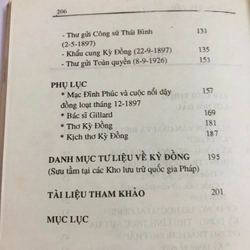 206
- Thư gửi Công sứ Thái Bình 131
(2-5-1897)
- Khẩu cung Kỳ Đồng (22-9-1897) 135
- Thư gửi Toàn quyền (8-9-1926) 153
PHỤ LỤC
* Mạc Đĩnh Phúc và cuộc nổi dậy 157
đồng loạt tháng 12-1897
* Bác sĩ Gillard 169
* Thơ Kỳ Đồng 181
* Kịch thơ Kỳ Đồng 187
DANH MỤC TƯ LIỆU VỀ KỲ ĐỒNG 195
(Sưu tầm tại các Kho lưu trữ quốc gia Pháp)
TÀI LIỆU THAM KHẢO 201
MỤC LỤC